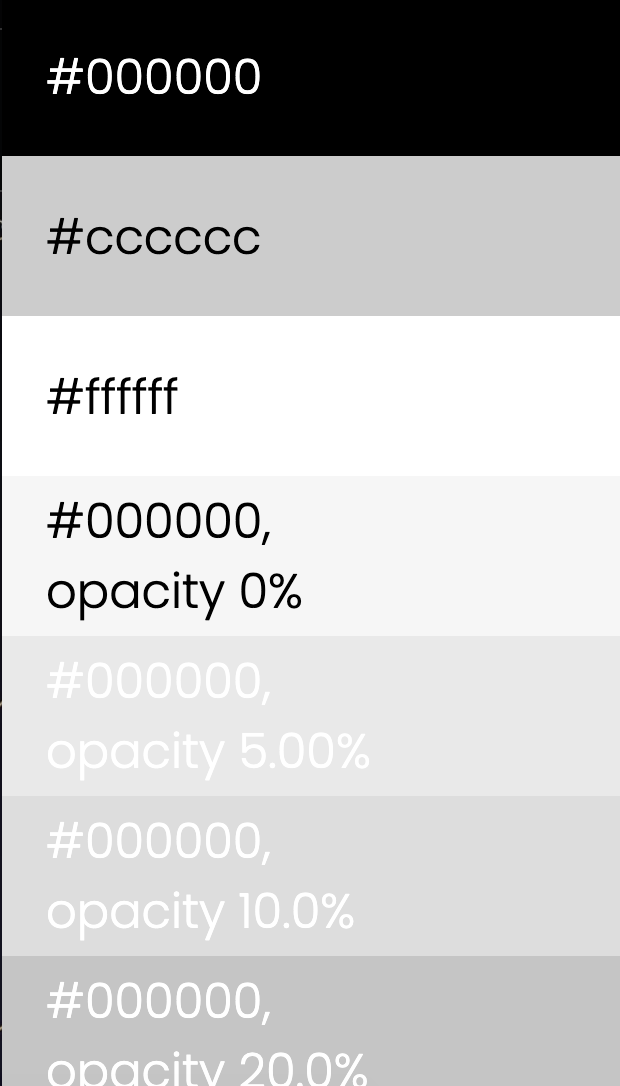 #000000
#cccccc
#ffffff
#000000,
opacity 0%
#000000,
opacity 5.00%
#000000,
opacity 10.0%
#000000,
opacity 20.0%